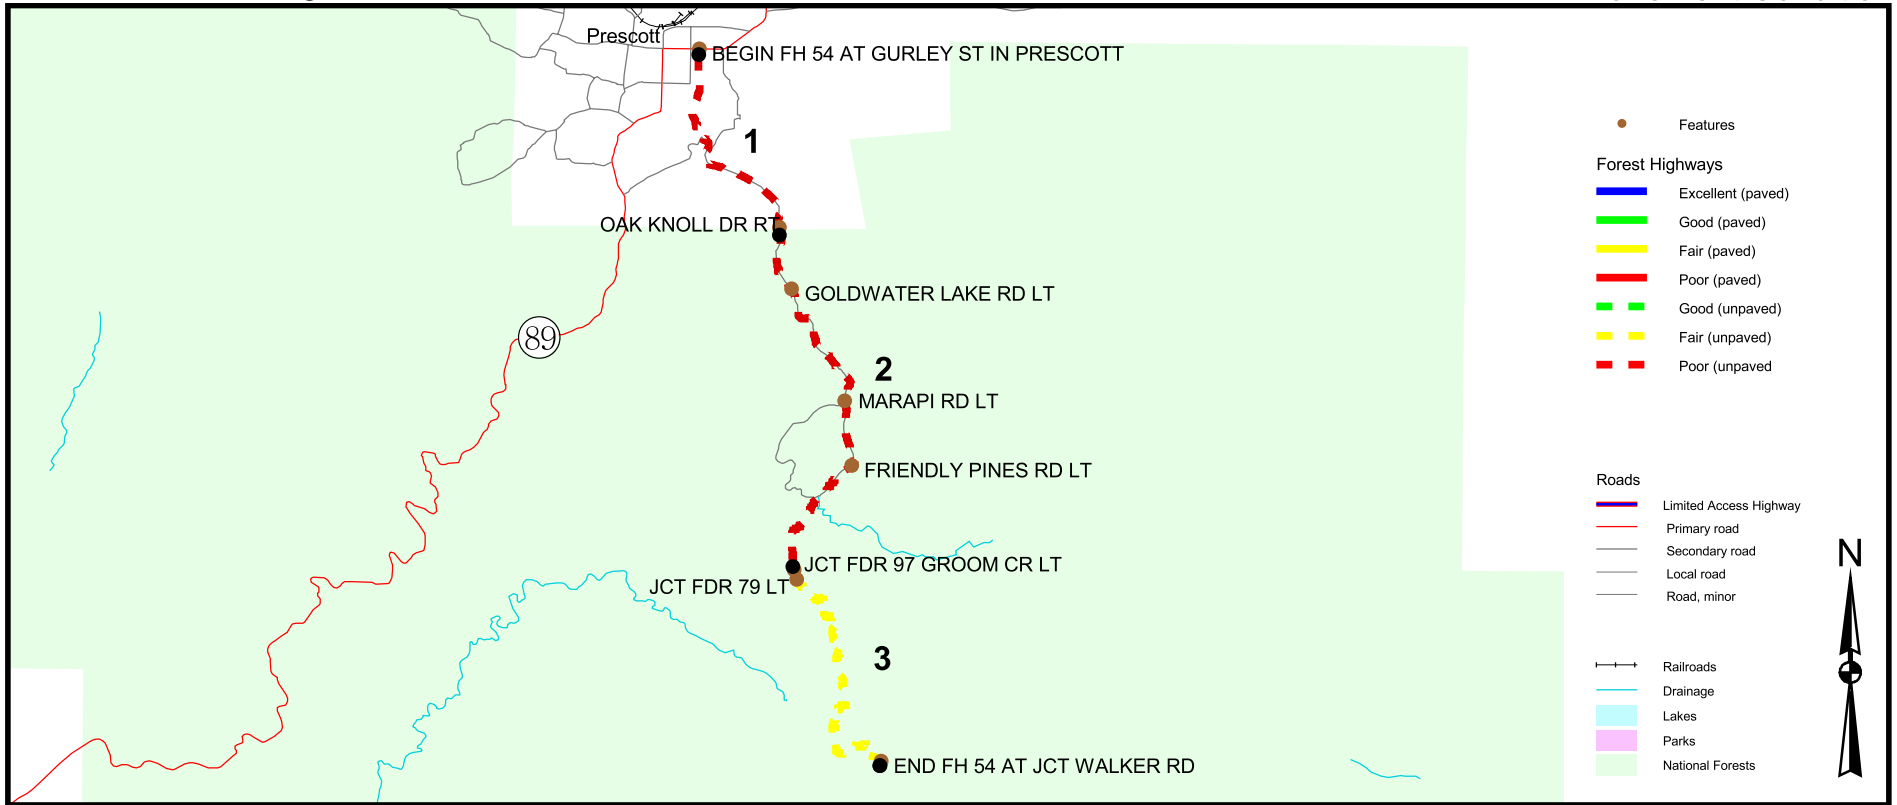 Prescott
BEGIN FH 54 AT GURLEY ST IN PRESCOTT
1
OAK KNOLL DR RT
GOLDWATER LAKE RD LT
89
2
MARAPI RD LT
FRIENDLY PINES RD LT
JCT FDR 97 GROOM CR LT
JCT FDR 79 LT
3
END FH 54 AT JCT WALKER RD
Features
Forest Highways
Excellent (paved)
Good (paved)
Fair (paved)
Poor (paved)
Good (unpaved)
Fair (unpaved)
Poor (unpaved
Roads
Limited Access Highway
Primary road
Secondary road
Local road
Road, minor
N
Railroads
Drainage
Lakes
Parks
National Forests